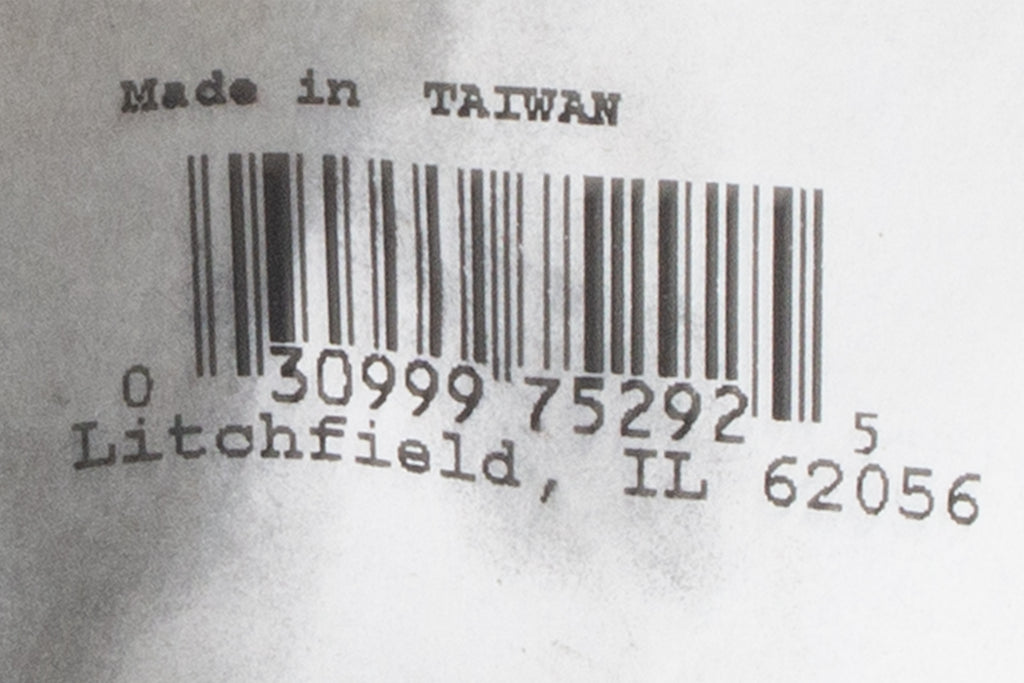 Made in TAIWAN
0 30999 75292 5
Litchfield, IL 62056